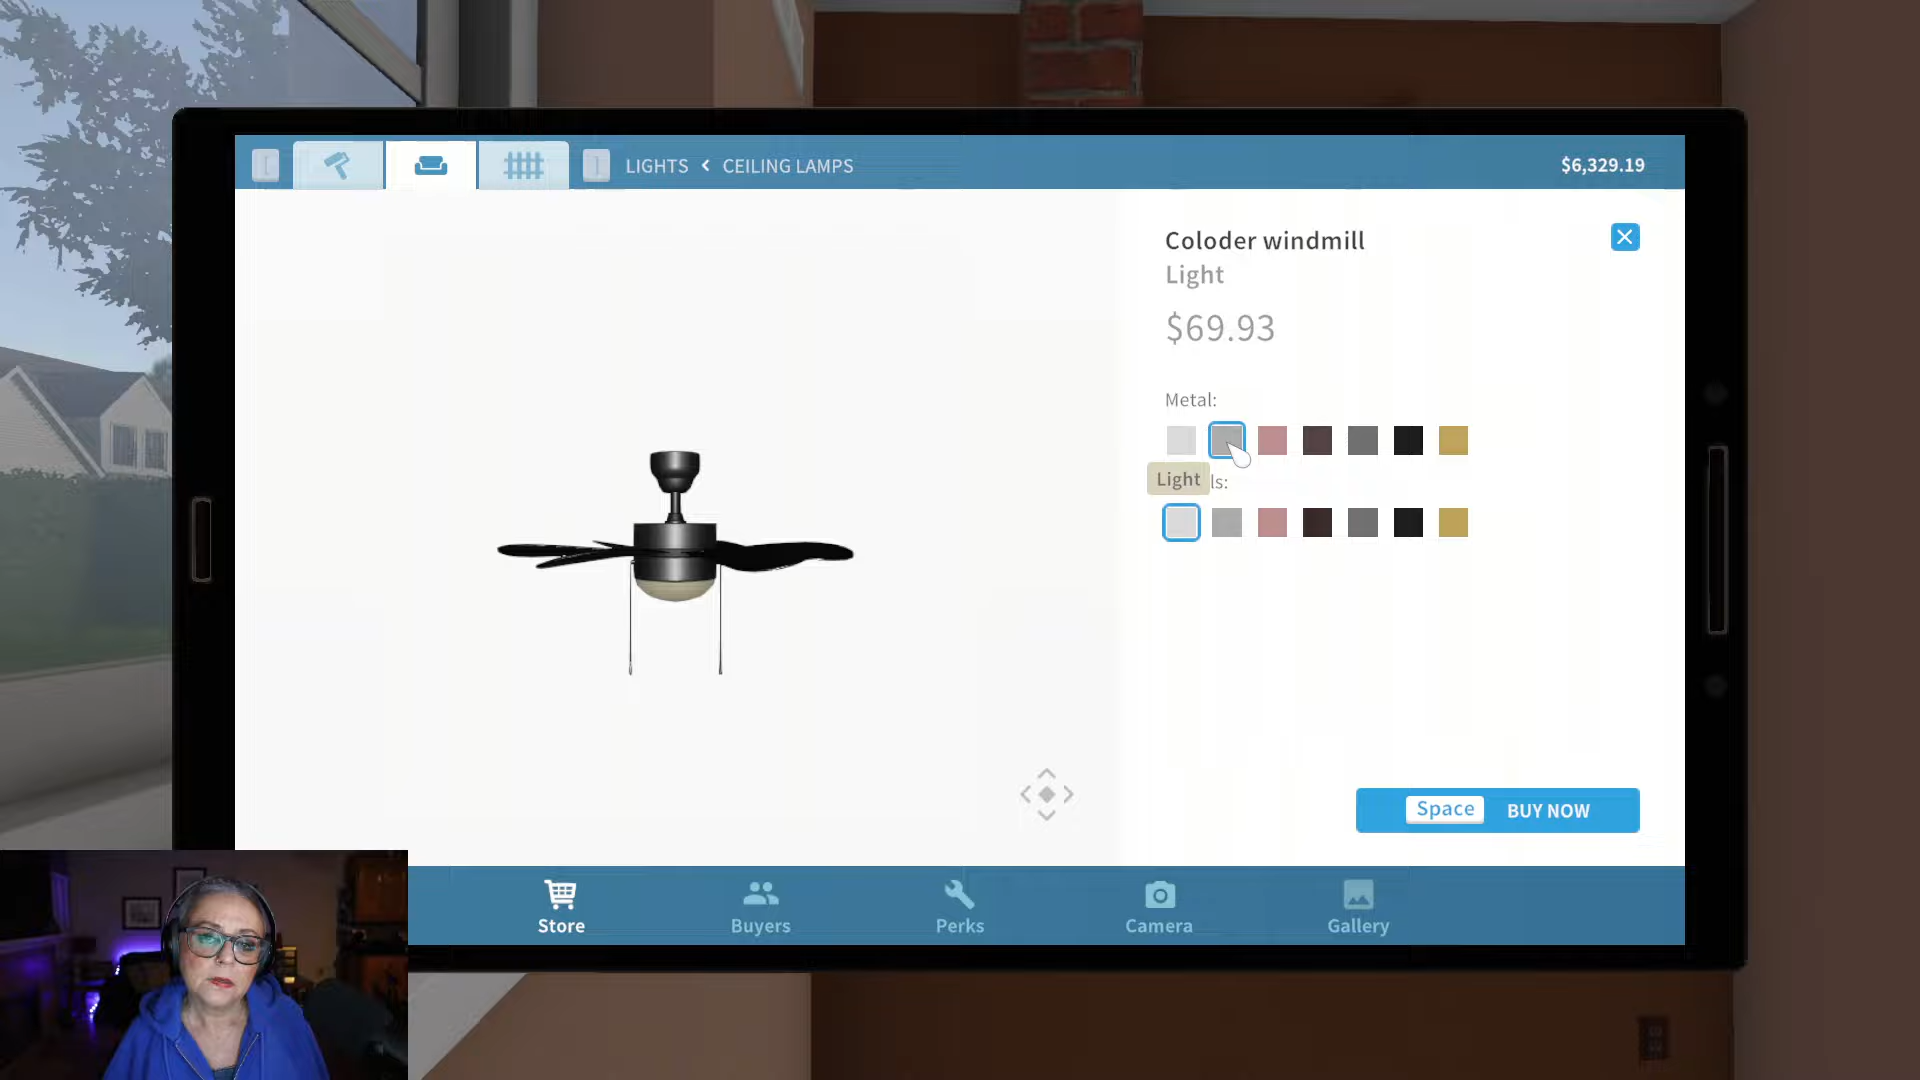 [
]
LIGHTS < CEILING LAMPS
$6,329.19
Coloder windmill
Light
$69.93
Metal:
Light
ls:
Space BUY NOW
Store
Buyers
Perks
Camera
Gallery